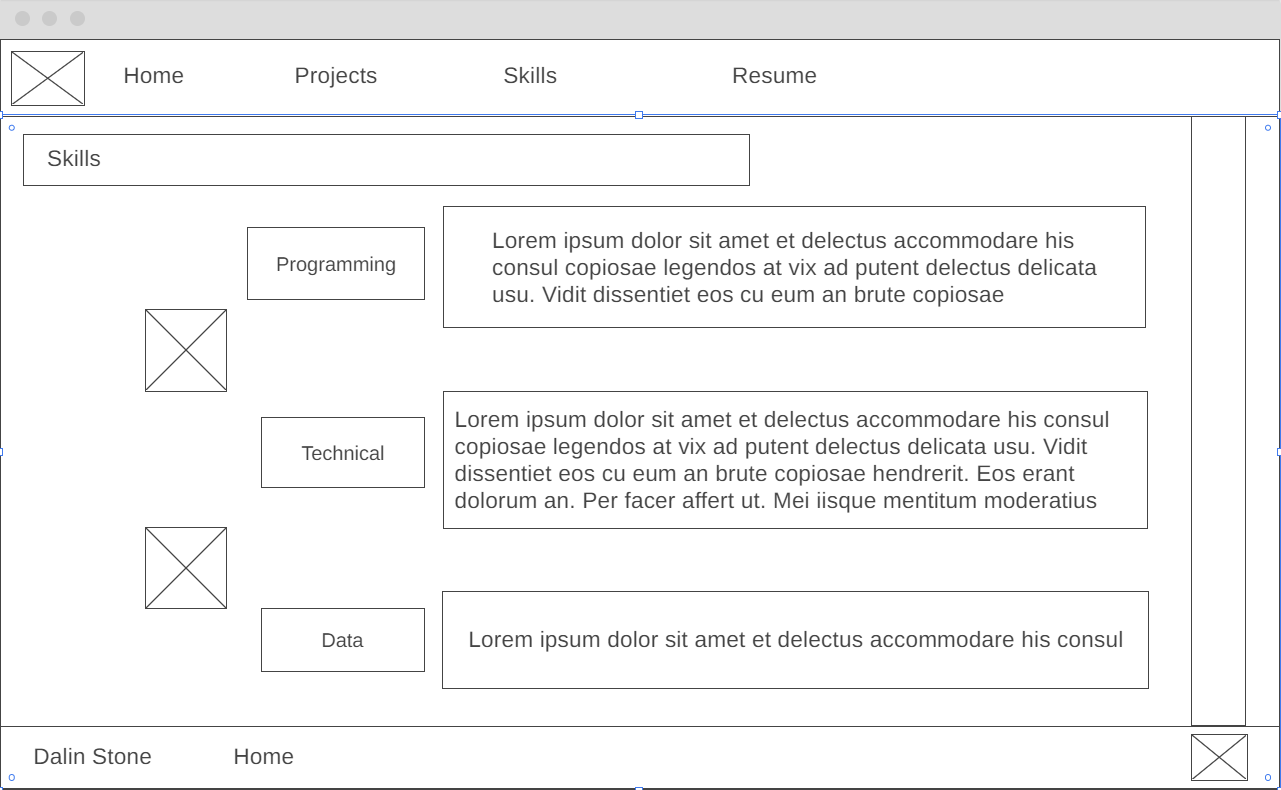 Home Projects Skills Resume
Skills
Programming
Lorem ipsum dolor sit amet et delectus accommodare his
consul copiosae legendos at vix ad putent delectus delicata
usu. Vidit dissentiet eos cu eum an brute copiosae
Technical
Lorem ipsum dolor sit amet et delectus accommodare his consul
copiosae legendos at vix ad putent delectus delicata usu. Vidit
dissentiet eos cu eum an brute copiosae hendrerit. Eos erant
dolorum an. Per facer affert ut. Mei iisque mentitum moderatius
Data
Lorem ipsum dolor sit amet et delectus accommodare his consul
Dalin Stone Home